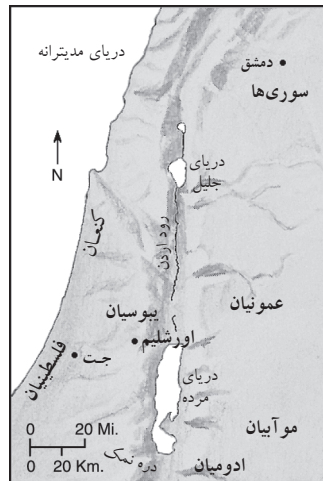 دریای مدیترانه
دمشق
سوری‌ها
دریای
جلیل
N
رود اردن
کنعان
عمونیان
یبوسیان
اورشلیم
جت
فلسطینیان
دریای
مرده
موآبیان
0 20 Mi.
0 20 Km.
دره نمک
ادومیان